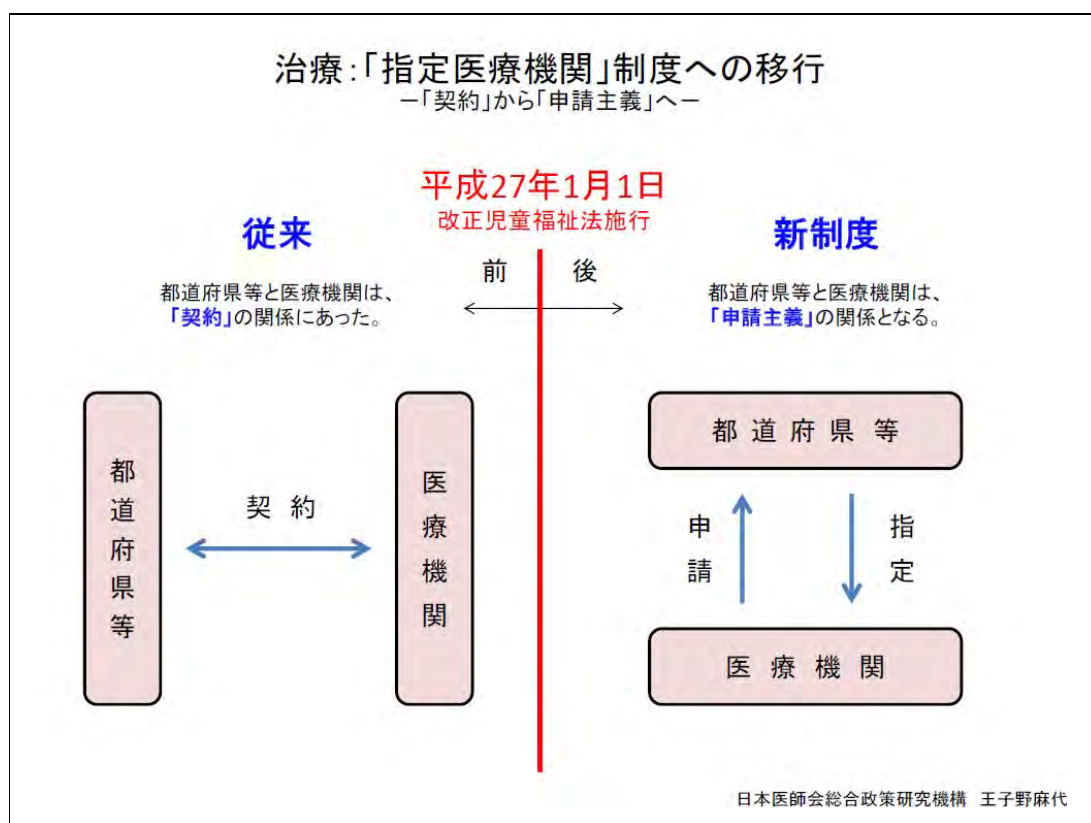 治療:「指定医療機関」制度への移行
－「契約」から「申請主義」へ－
平成27年1月1日
改正児童福祉法施行
従来
都道府県等と医療機関は、
「契約」の関係にあった。
前
後
新制度
都道府県等と医療機関は、
「申請主義」の関係となる。
都道府県等
契約
医療機関
都道府県等
申請
指定
医療機関
日本医師会総合政策研究機構 王子野麻代